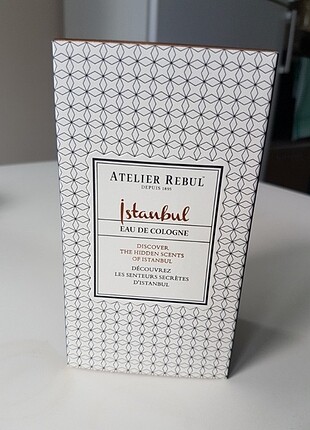 ATELIER REBUL®
DEPUIS 1895
İstanbul
EAU DE COLOGNE
DISCOVER
THE HIDDEN SCENTS
OF ISTANBUL
DÉCOUVREZ
LES SENTEURS SECRÈTES
D'ISTANBUL